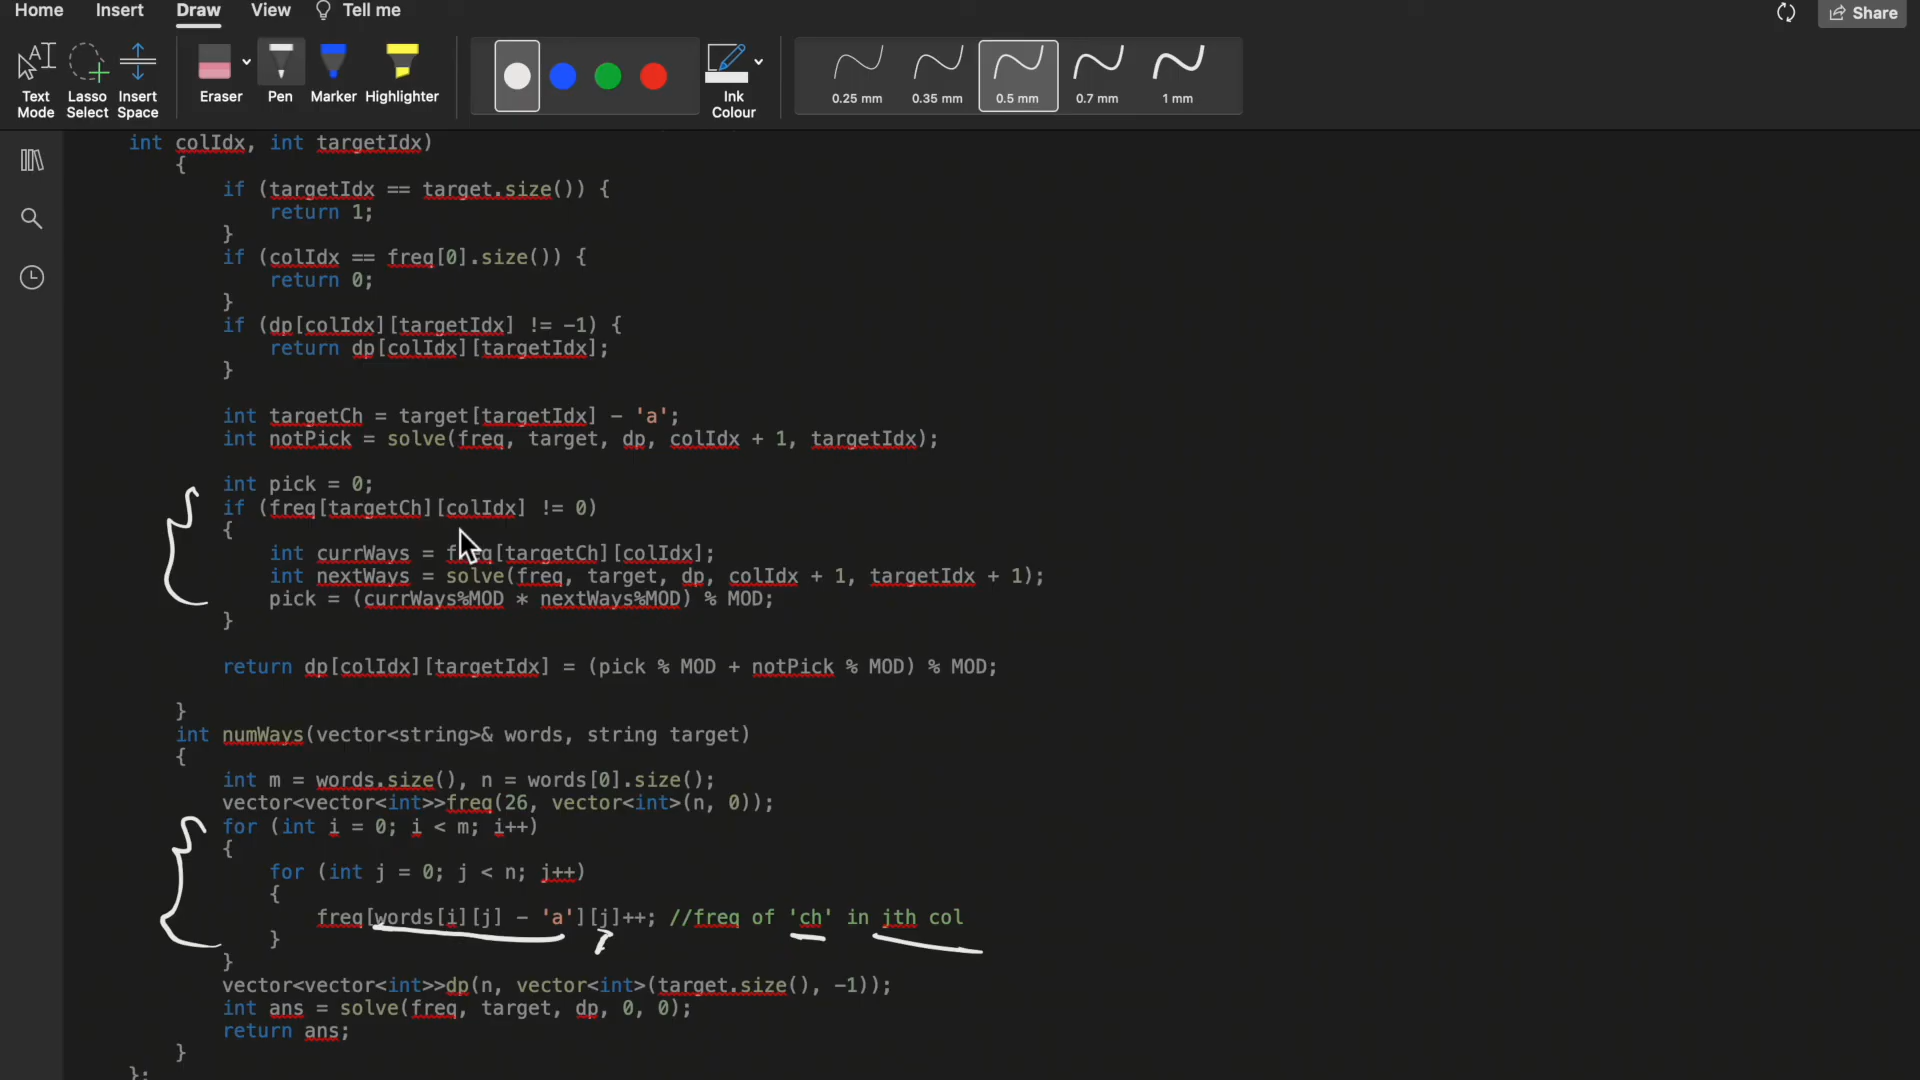 Home Insert Draw View Tell me Share
Text Mode
Lasso Select
Insert Space
Eraser
Pen
Marker
Highlighter
Ink Colour
0.25 mm
0.35 mm
0.5 mm
0.7 mm
1 mm
int colIdx, int targetIdx)
{
if (targetIdx == target.size()) {
return 1;
}
if (colIdx == freq[0].size()) {
return 0;
}
if (dp[colIdx][targetIdx] != -1) {
return dp[colIdx][targetIdx];
}
int targetCh = target[targetIdx] - 'a';
int notPick = solve(freq, target, dp, colIdx + 1, targetIdx);
int pick = 0;
if (freq[targetCh][colIdx] != 0)
{
int currWays = freq[targetCh][colIdx];
int nextWays = solve(freq, target, dp, colIdx + 1, targetIdx + 1);
pick = (currWays%MOD * nextWays%MOD) % MOD;
}
return dp[colIdx][targetIdx] = (pick % MOD + notPick % MOD) % MOD;
}
int numWays(vector<string>& words, string target)
{
int m = words.size(), n = words[0].size();
vector<vector<int>>freq(26, vector<int>(n, 0));
for (int i = 0; i < m; i++)
{
for (int j = 0; j < n; j++)
{
freq[words[i][j] - 'a'][j]++; //freq of 'ch' in jth col
}
}
vector<vector<int>>dp(n, vector<int>(target.size(), -1));
int ans = solve(freq, target, dp, 0, 0);
return ans;
}
};